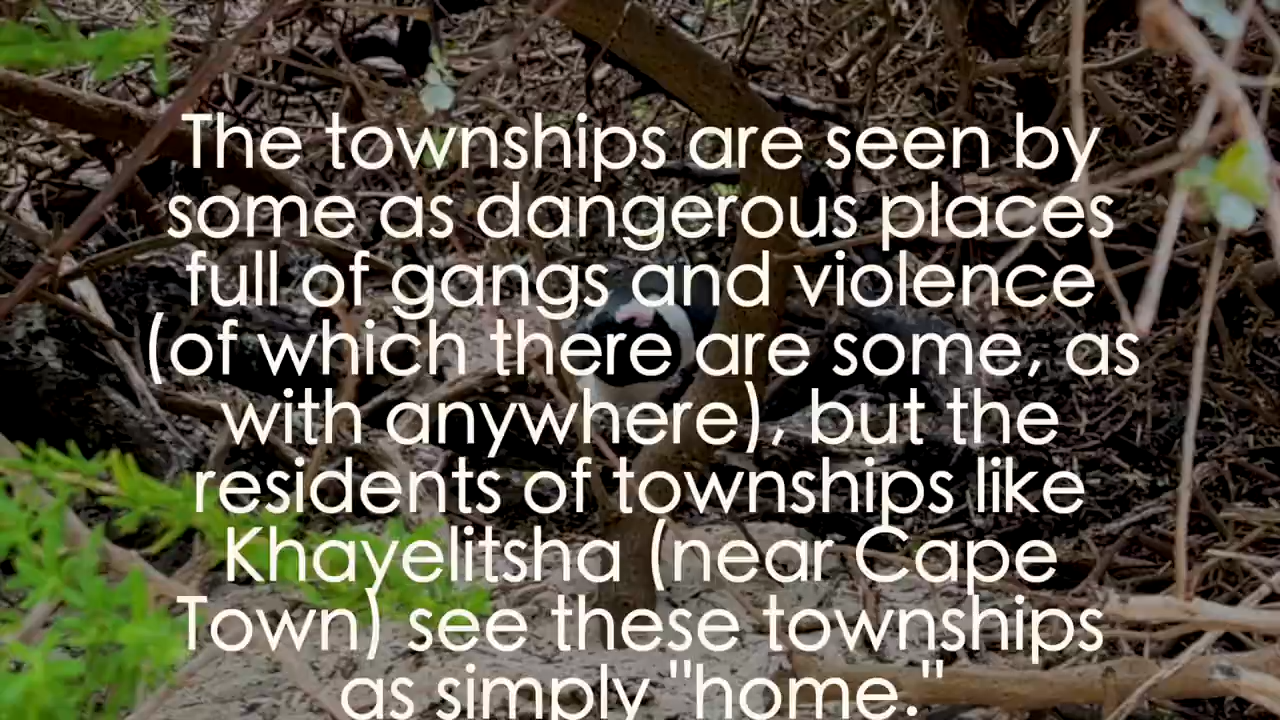 The townships are seen by
some as dangerous places
full of gangs and violence
(of which there are some, as
with anywhere), but the
residents of townships like
Khayelitsha (near Cape
Town) see these townships
as simply "home."